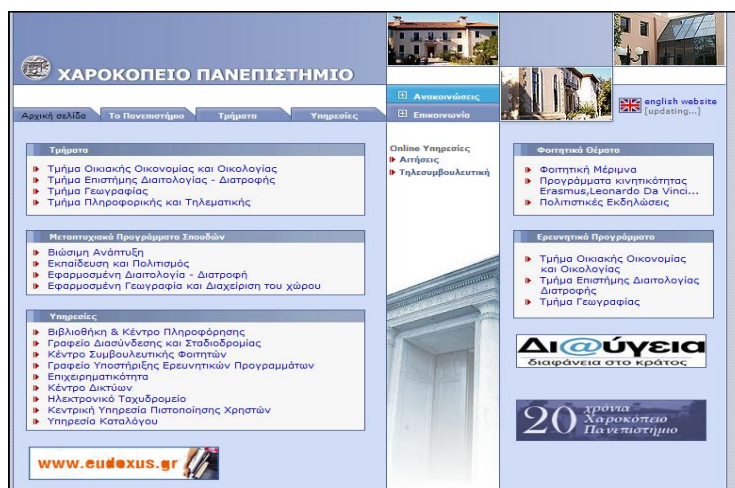 ΧΑΡΟΚΟΠΕΙΟ ΠΑΝΕΠΙΣΤΗΜΙΟ
Αρχική σελίδα
Το Πανεπιστήμιο
Τμήματα
Υπηρεσίες
Ανακοινώσεις
Επικοινωνία
english website
[updating...]
Τμήματα
Τμήμα Οικιακής Οικονομίας και Οικολογίας
Τμήμα Επιστήμης Διαιτολογίας - Διατροφής
Τμήμα Γεωγραφίας
Τμήμα Πληροφορικής και Τηλεματικής
Μεταπτυχιακά Προγράμματα Σπουδών
Βιώσιμη Ανάπτυξη
Εκπαίδευση και Πολιτισμός
Εφαρμοσμένη Διαιτολογία - Διατροφή
Εφαρμοσμένη Γεωγραφία και Διαχείριση του χώρου
Υπηρεσίες
Βιβλιοθήκη & Κέντρο Πληροφόρησης
Γραφείο Διασύνδεσης και Σταδιοδρομίας
Κέντρο Συμβουλευτικής Φοιτητών
Γραφείο Υποστήριξης Ερευνητικών Προγραμμάτων
Επιχειρηματικότητα
Κέντρο Δικτύων
Ηλεκτρονικό Ταχυδρομείο
Κεντρική Υπηρεσία Πιστοποίησης Χρηστών
Υπηρεσία Καταλόγου
www.eudoxus.gr
Online Υπηρεσίες
Αιτήσεις
Τηλεσυμβουλευτική
Φοιτητικά Θέματα
Φοιτητική Μέριμνα
Προγράμματα κινητικότητας
Erasmus,Leonardo Da Vinci...
Πολιτιστικές Εκδηλώσεις
Ερευνητικά Προγράμματα
Τμήμα Οικιακής Οικονομίας
και Οικολογίας
Τμήμα Επιστήμης Διαιτολογίας
Διατροφής
Τμήμα Γεωγραφίας
Δι@ύγεια
διαφάνεια στο κράτος
20 χρόνια
Χαροκόπειο
Πανεπιστήμιο